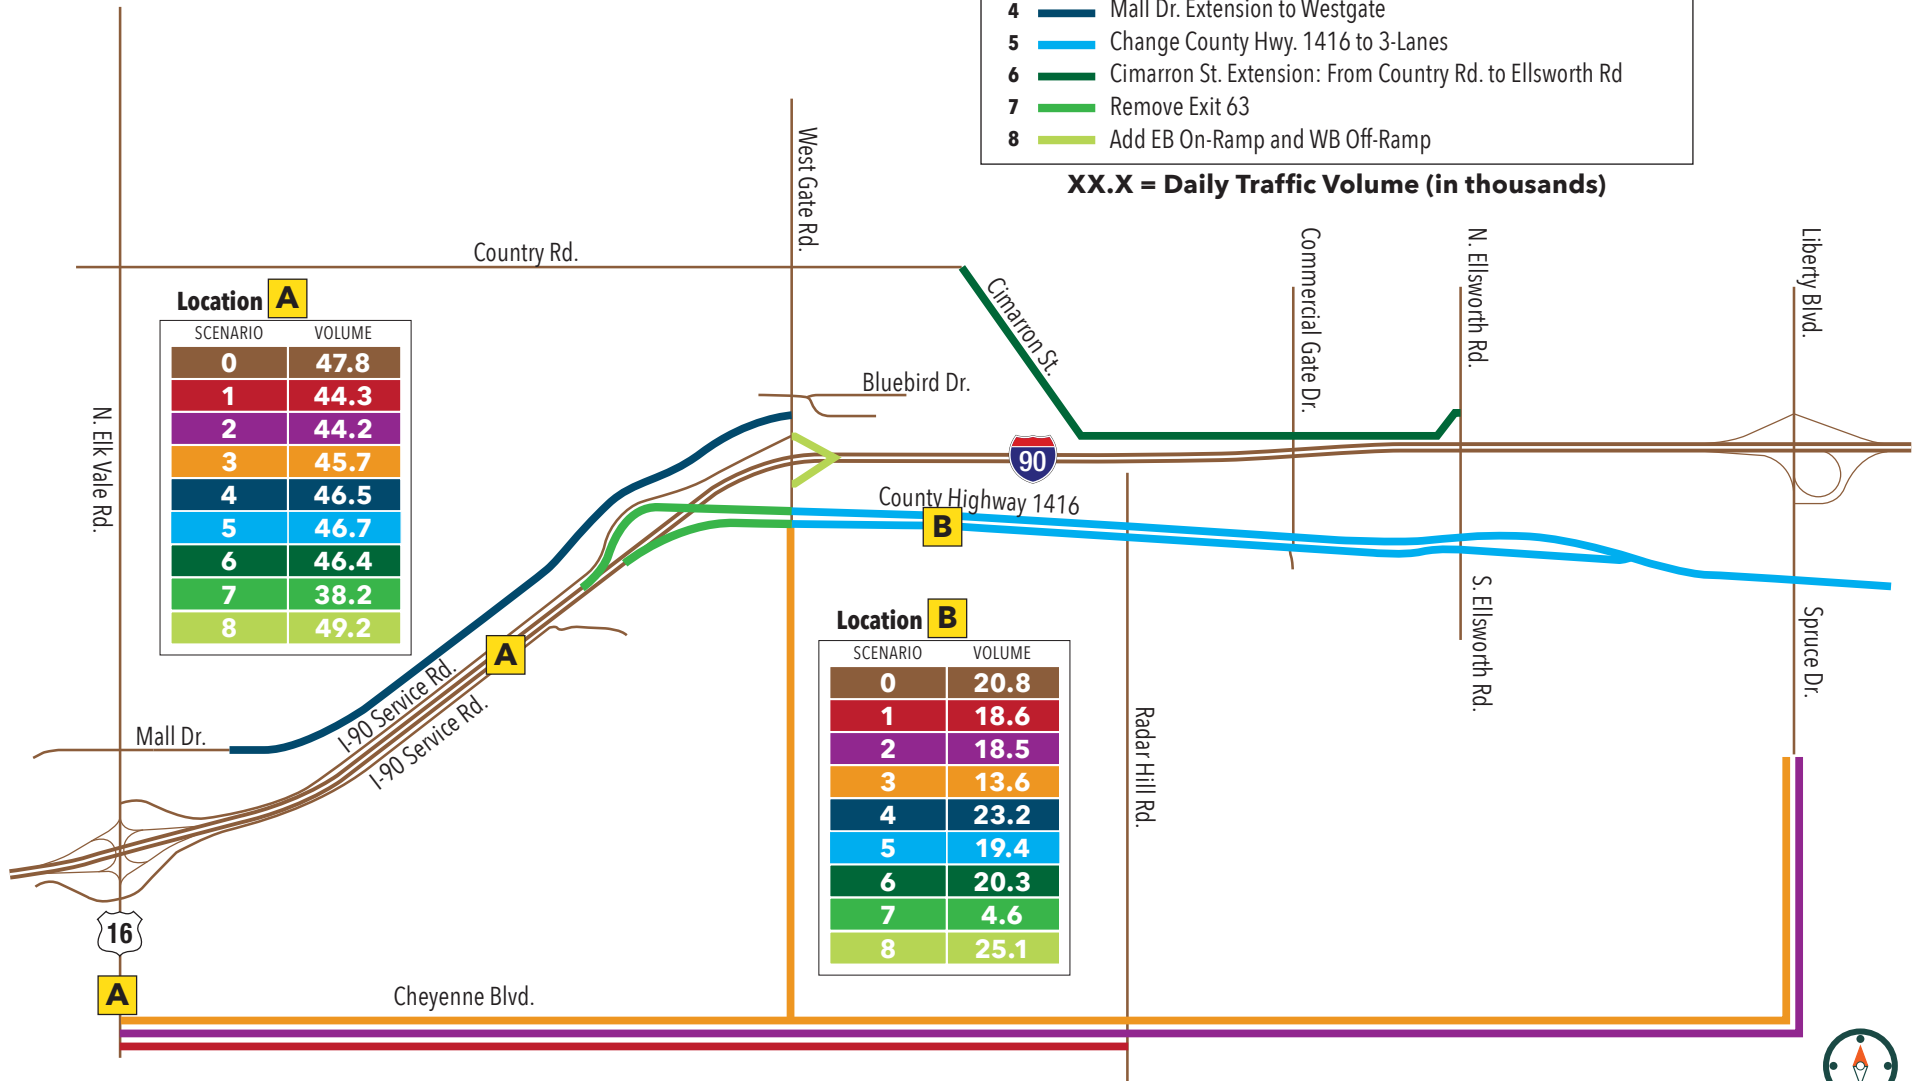 4 Mall Dr. Extension to Westgate
5 Change County Hwy. 1416 to 3-Lanes
6 Cimarron St. Extension: From Country Rd. to Ellsworth Rd
7 Remove Exit 63
8 Add EB On-Ramp and WB Off-Ramp
XX.X = Daily Traffic Volume (in thousands)
West Gate Rd.
Country Rd.
Commercial Gate Dr.
N. Ellsworth Rd.
Liberty Blvd.
Cimarron St.
Location A
SCENARIO VOLUME
0 47.8
1 44.3
2 44.2
3 45.7
4 46.5
5 46.7
6 46.4
7 38.2
8 49.2
N. Elk Vale Rd.
Bluebird Dr.
90
County Highway 1416
B
S. Ellsworth Rd.
Spruce Dr.
A
I-90 Service Rd.
I-90 Service Rd.
Mall Dr.
Location B
SCENARIO VOLUME
0 20.8
1 18.6
2 18.5
3 13.6
4 23.2
5 19.4
6 20.3
7 4.6
8 25.1
Radar Hill Rd.
16
A
Cheyenne Blvd.